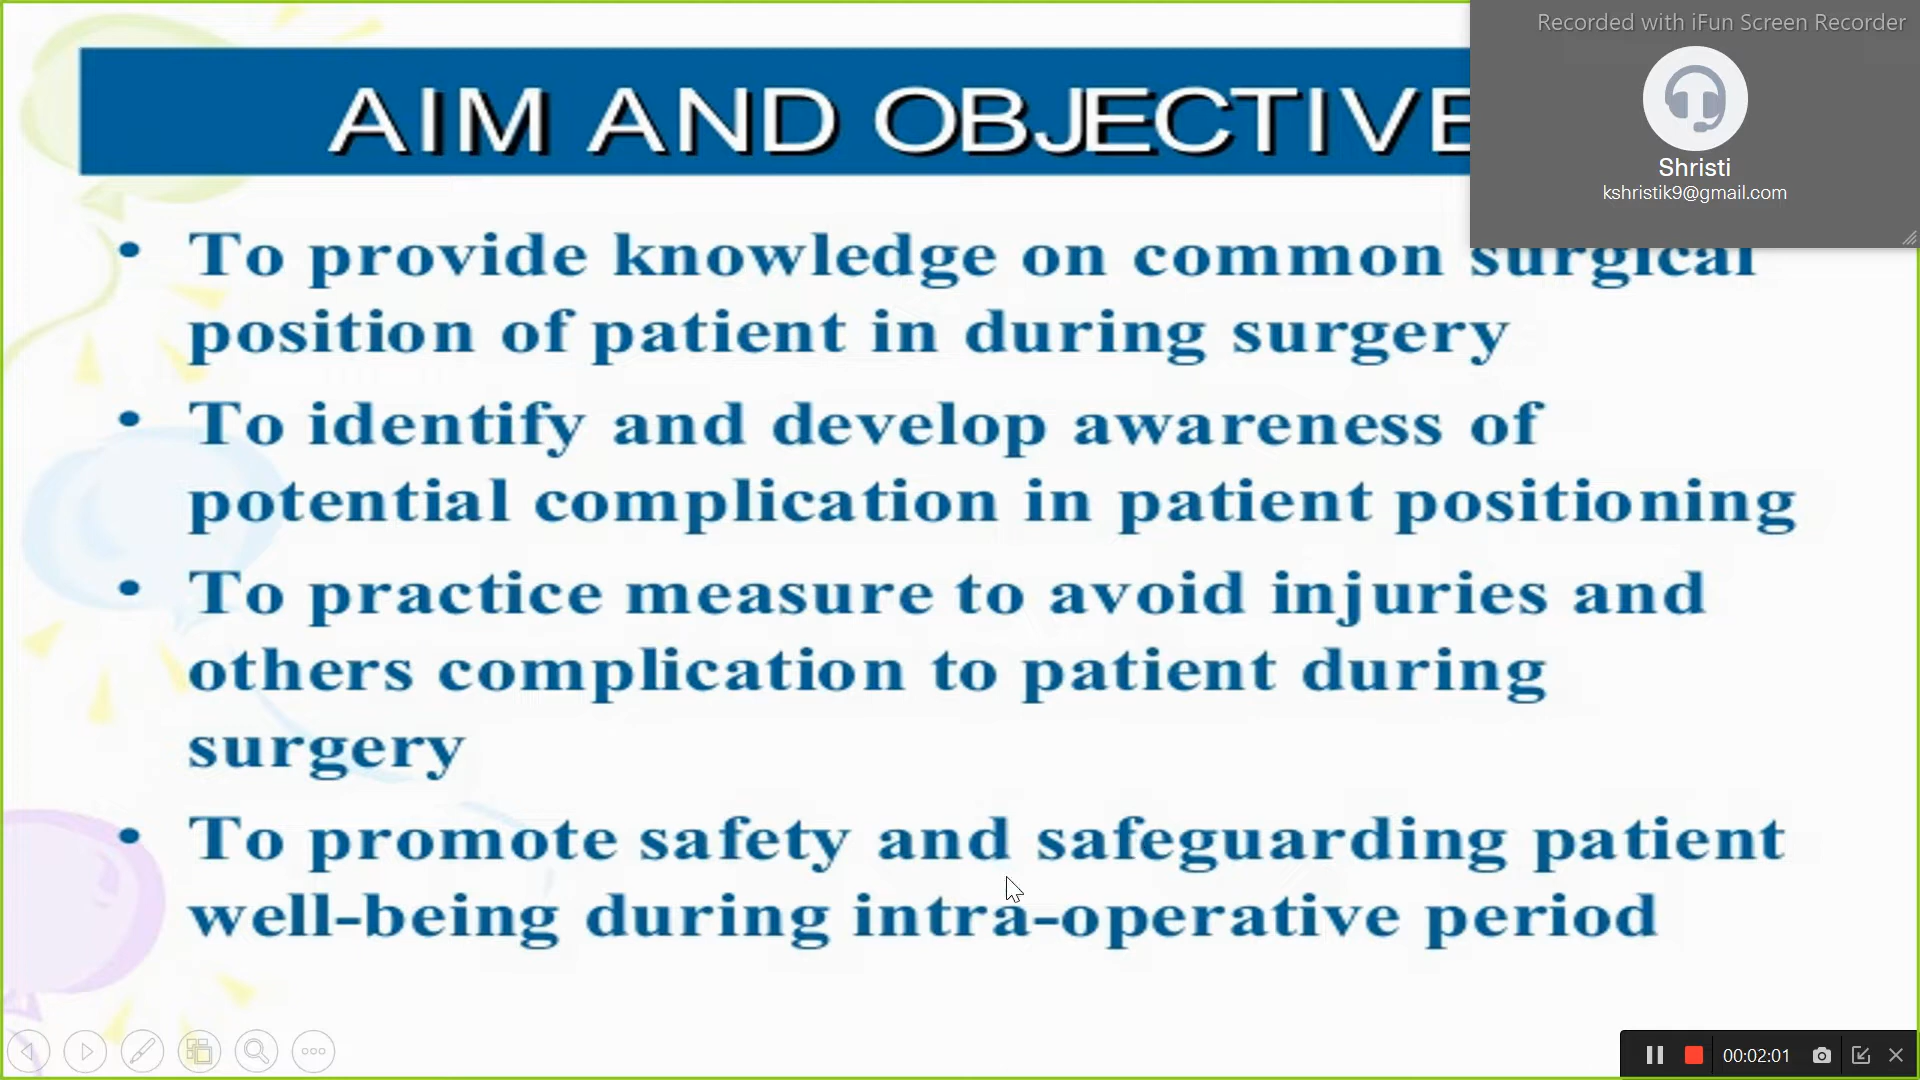 Recorded with iFun Screen Recorder
AIM AND OBJECTIVE
Shristi
kshristik9@gmail.com
• To provide knowledge on common surgical
position of patient in during surgery
• To identify and develop awareness of
potential complication in patient positioning
• To practice measure to avoid injuries and
others complication to patient during
surgery
• To promote safety and safeguarding patient
well-being during intra-operative period
00:02:01